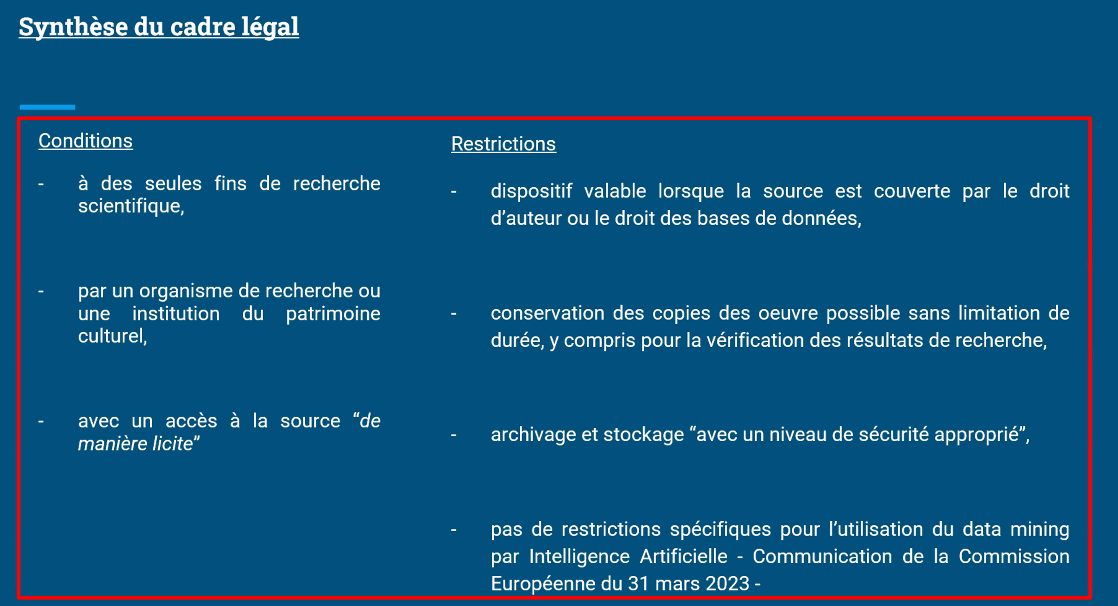 Synthèse du cadre légal
Conditions
- à des seules fins de recherche
scientifique,
- par un organisme de recherche ou
une institution du patrimoine
culturel,
- avec un accès à la source “de
manière licite”
Restrictions
- dispositif valable lorsque la source est couverte par le droit
d’auteur ou le droit des bases de données,
- conservation des copies des oeuvre possible sans limitation de
durée, y compris pour la vérification des résultats de recherche,
- archivage et stockage “avec un niveau de sécurité approprié”,
- pas de restrictions spécifiques pour l’utilisation du data mining
par Intelligence Artificielle - Communication de la Commission
Européenne du 31 mars 2023 -